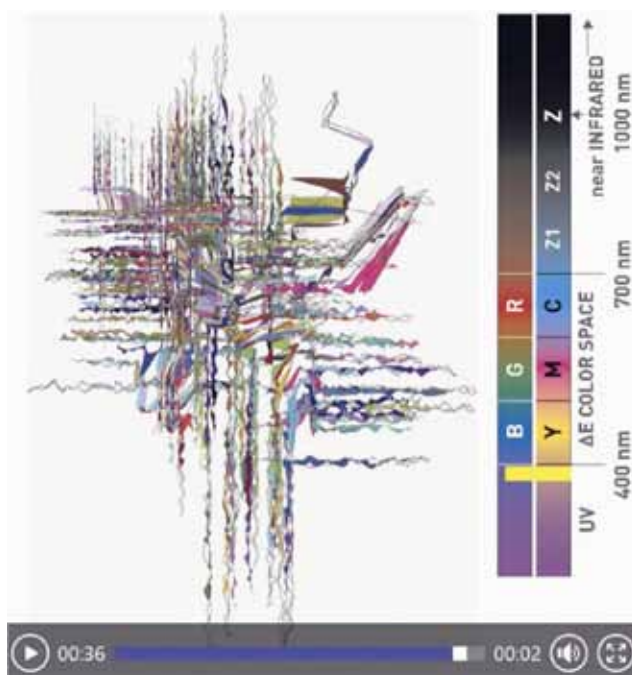 near INFRARED
1000 nm
Z
Z2
Z1
700 nm
R
C
G
M
ΔE COLOR SPACE
B
Y
400 nm
UV
00:36
00:02